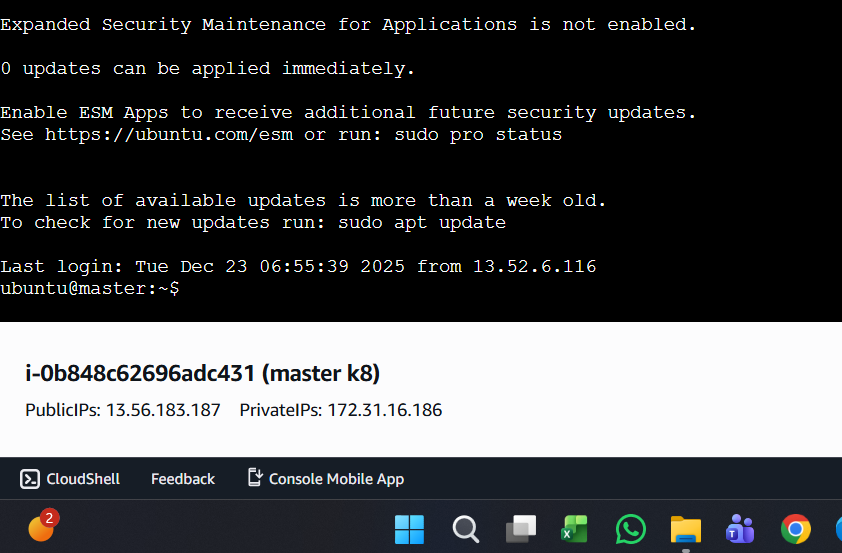 Expanded Security Maintenance for Applications is not enabled.
0 updates can be applied immediately.
Enable ESM Apps to receive additional future security updates.
See https://ubuntu.com/esm or run: sudo pro status
The list of available updates is more than a week old.
To check for new updates run: sudo apt update
Last login: Tue Dec 23 06:55:39 2025 from 13.52.6.116
ubuntu@master:~$
i-0b848c62696adc431 (master k8)
PublicIPs: 13.56.183.187 PrivateIPs: 172.31.16.186
CloudShell Feedback Console Mobile App
2